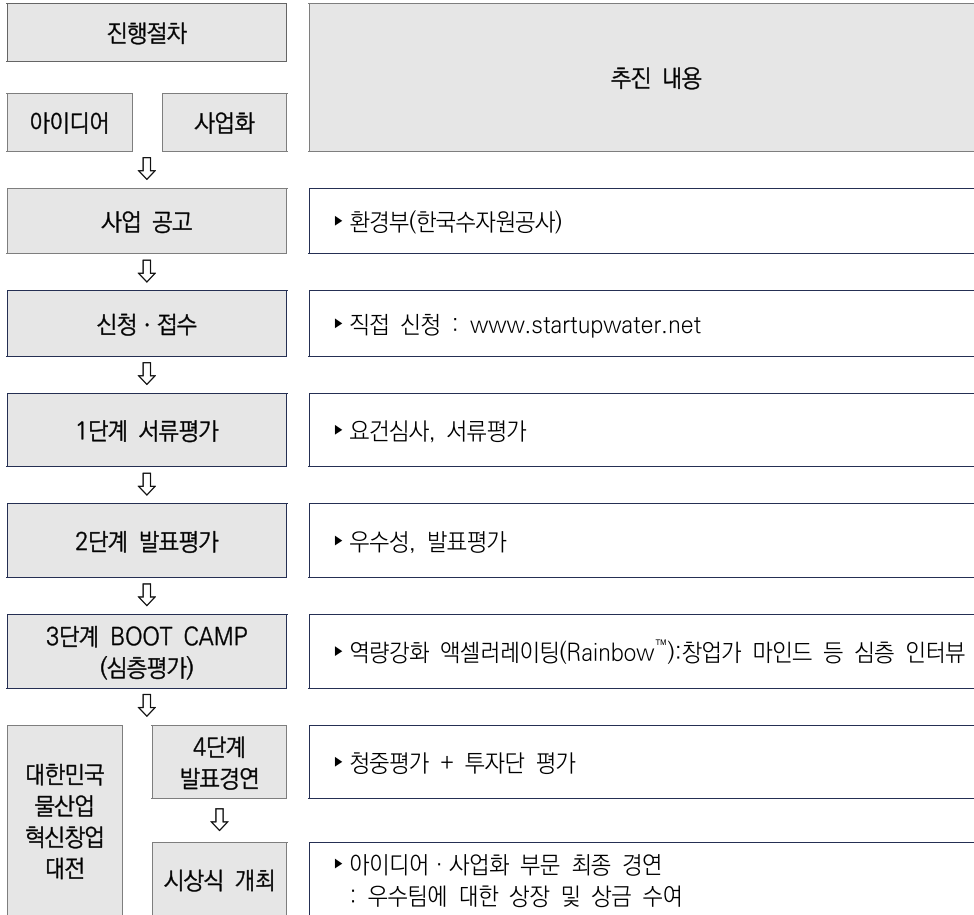 진행절차
추진 내용
아이디어
사업화
사업 공고
▸환경부(한국수자원공사)
신청 · 접수
▸직접 신청 : www.startupwater.net
1단계 서류평가
▸요건심사, 서류평가
2단계 발표평가
▸우수성, 발표평가
3단계 BOOT CAMP
(심층평가)
▸역량강화 액셀러레이팅(Rainbow™):창업가 마인드 등 심층 인터뷰
대한민국
물산업
혁신창업
대전
4단계
발표경연
▸청중평가 + 투자단 평가
시상식 개최
▸아이디어 · 사업화 부문 최종 경연
: 우수팀에 대한 상장 및 상금 수여